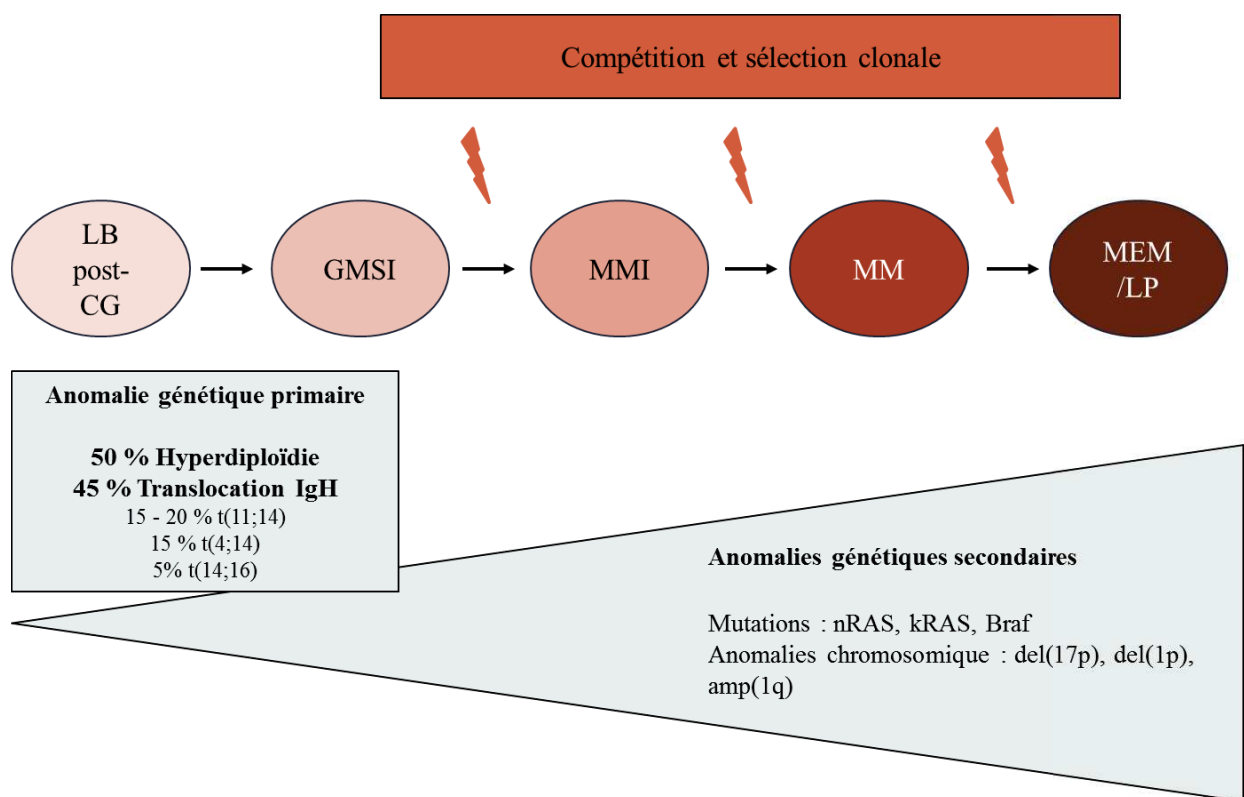 Compétition et sélection clonale
LB
post-
CG
GMSI
MMI
MM
MEM
/LP
Anomalie génétique primaire
50 % Hyperdiploïdie
45 % Translocation IgH
15 - 20 % t(11;14)
15 % t(4;14)
5% t(14;16)
Anomalies génétiques secondaires
Mutations : nRAS, kRAS, Braf
Anomalies chromosomique : del(17p), del(1p),
amp(1q)